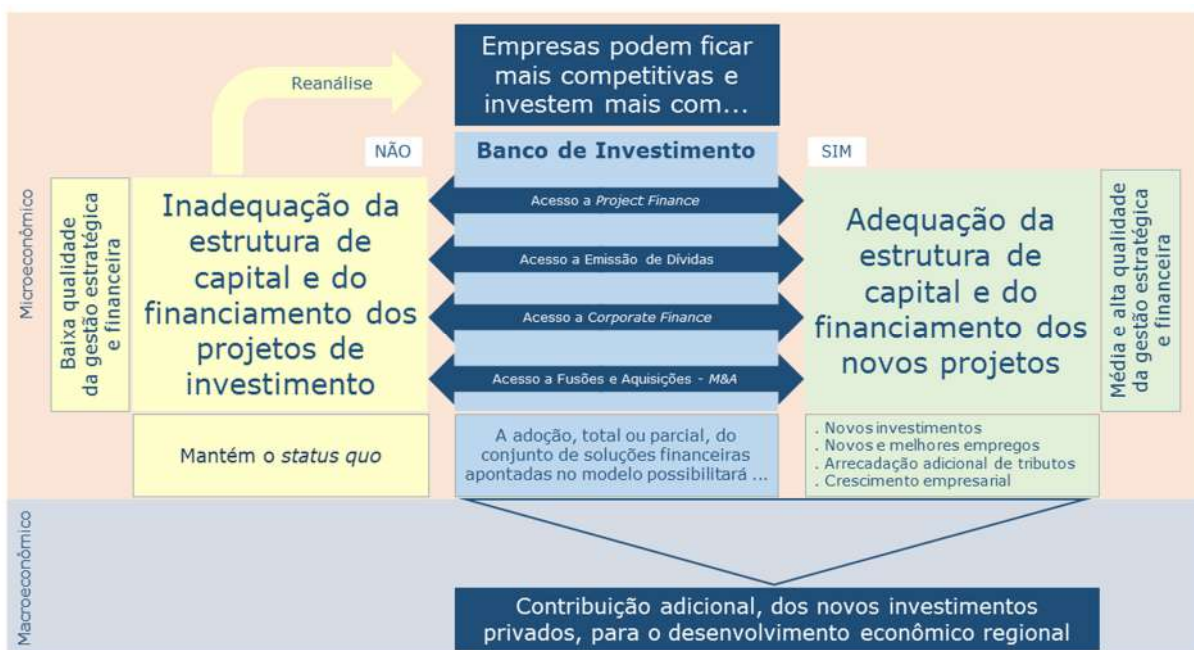 Empresas podem ficar
mais competitivas e
investem mais com...
Reanálise
NÃO
Banco de Investimento
SIM
Microeconômico
Baixa qualidade
da gestão estratégica
e financeira
Inadequação da
estrutura de
capital e do
financiamento dos
projetos de
investimento
Acesso a Project Finance
Acesso a Emissão de Dívidas
Acesso a Corporate Finance
Acesso a Fusões e Aquisições - M&A
Adequação da
estrutura de
capital e do
financiamento dos
novos projetos
Média e alta qualidade
da gestão estratégica
e financeira
Mantém o status quo
A adoção, total ou parcial, do
conjunto de soluções financeiras
apontadas no modelo possibilitará ...
. Novos investimentos
. Novos e melhores empregos
. Arrecadação adicional de tributos
. Crescimento empresarial
Macroeconômico
Contribuição adicional, dos novos investimentos
privados, para o desenvolvimento econômico regional